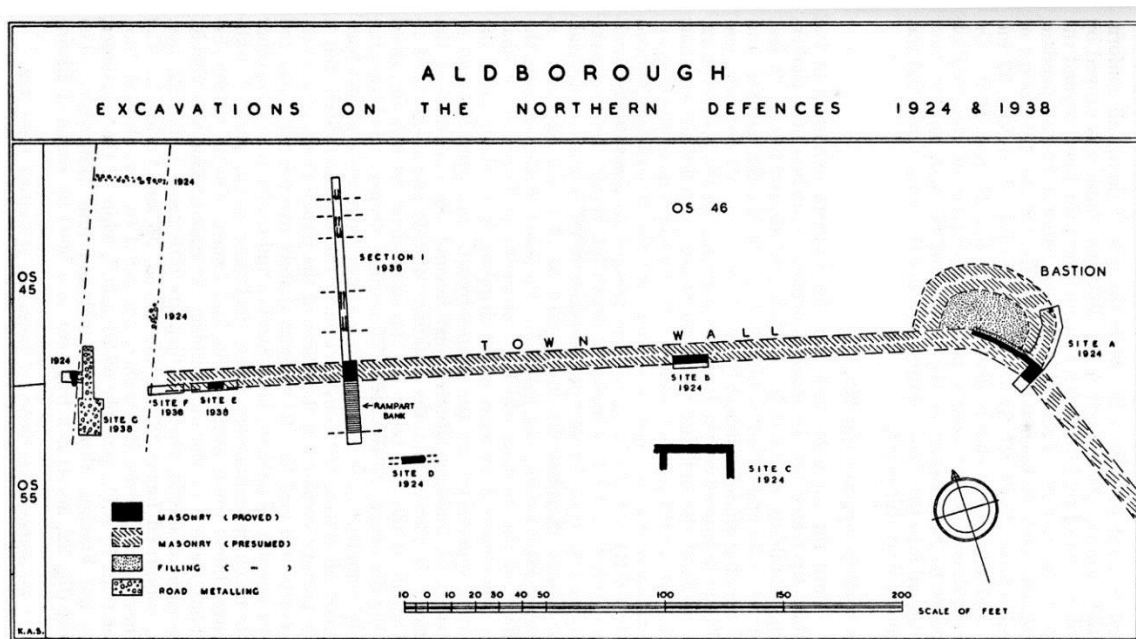 ALDBOROUGH
EXCAVATIONS ON THE NORTHERN DEFENCES 1924 & 1938
1924
OS 46
SECTION I
1938
OS
45
BASTION
1924
TOWN WALL
SITE A
1924
1924
SITE B
1924
SITE F
1938
SITE E
1938
RAMPART
BANK
SITE G
1938
SITE D
1924
SITE C
1924
OS
55
MASONRY (PROVED)
MASONRY (PRESUMED)
FILLING ( — )
ROAD METALLING
10 0 10 20 30 40 50 100 150 200
SCALE OF FEET
K.A.S.